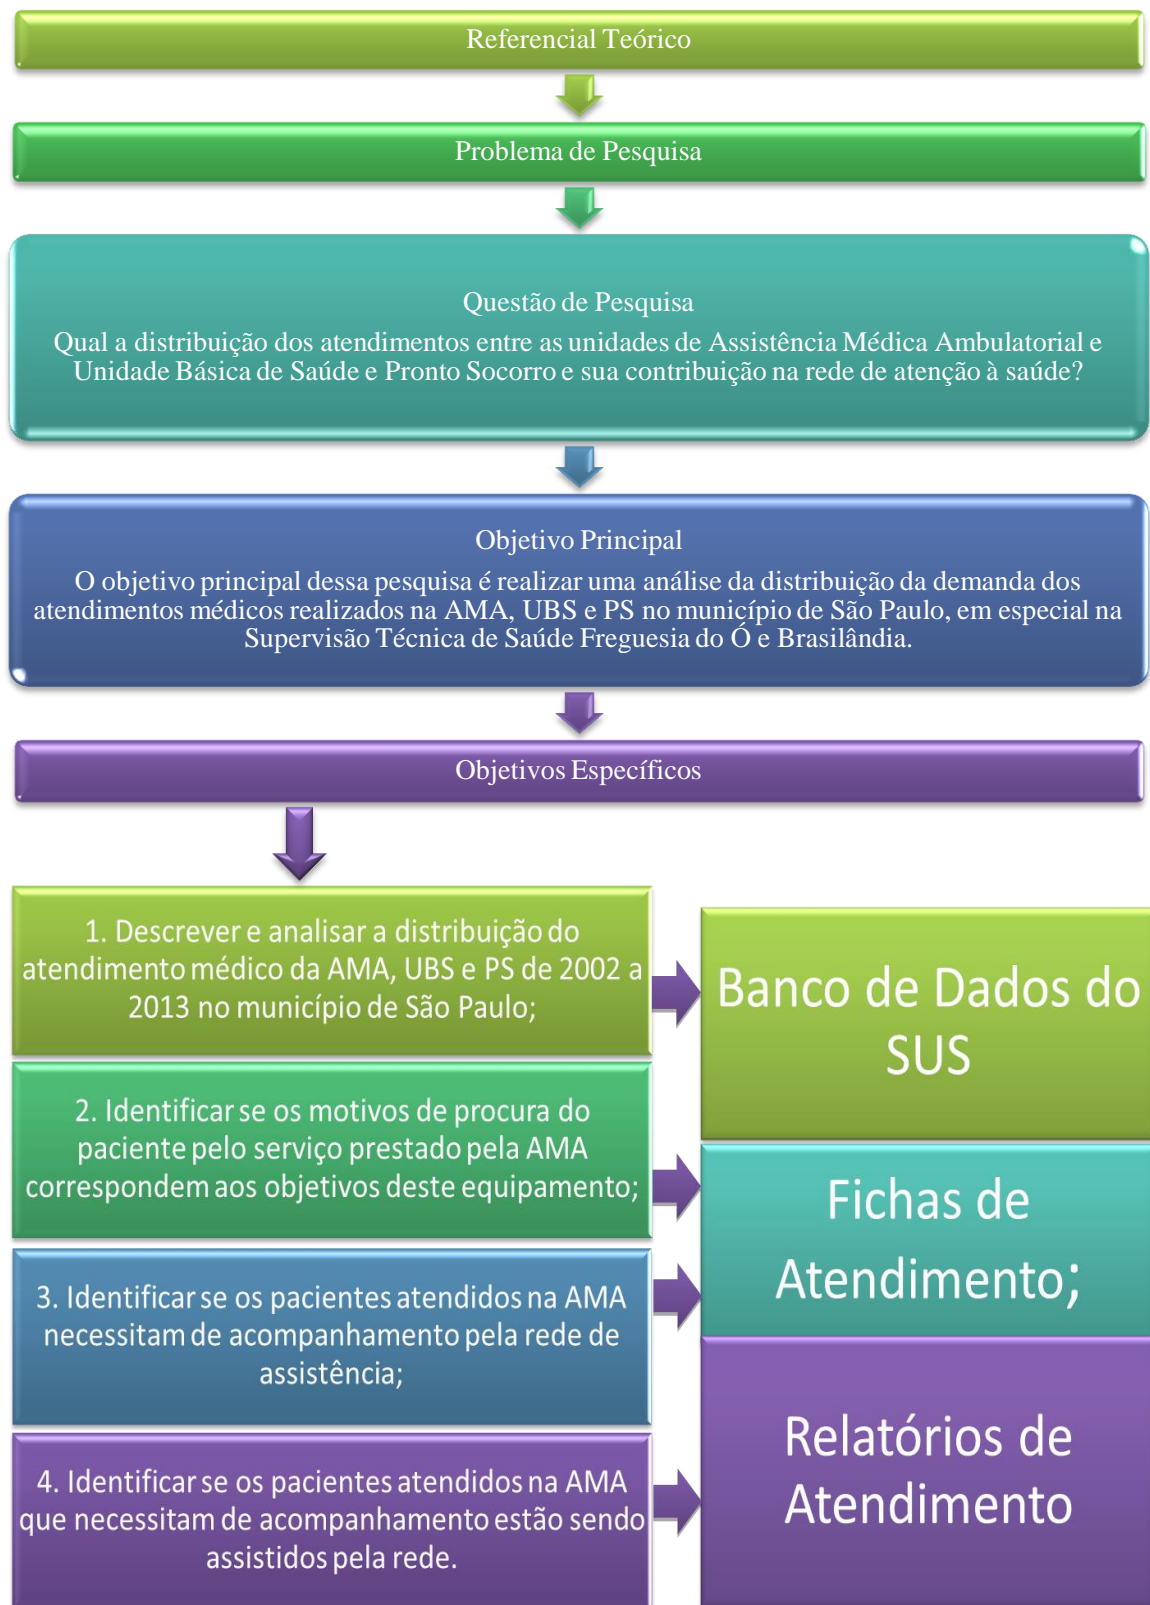 Referencial Teórico
Problema de Pesquisa
Questão de Pesquisa
Qual a distribuição dos atendimentos entre as unidades de Assistência Médica Ambulatorial e
Unidade Básica de Saúde e Pronto Socorro e sua contribuição na rede de atenção à saúde?
Objetivo Principal
O objetivo principal dessa pesquisa é realizar uma análise da distribuição da demanda dos
atendimentos médicos realizados na AMA, UBS e PS no município de São Paulo, em especial na
Supervisão Técnica de Saúde Freguesia do Ó e Brasilândia.
Objetivos Específicos
1. Descrever e analisar a distribuição do
atendimento médico da AMA, UBS e PS de 2002 a
2013 no município de São Paulo;
Banco de Dados do
SUS
2. Identificar se os motivos de procura do
paciente pelo serviço prestado pela AMA
correspondem aos objetivos deste equipamento;
Fichas de
Atendimento;
3. Identificar se os pacientes atendidos na AMA
necessitam de acompanhamento pela rede de
assistência;
4. Identificar se os pacientes atendidos na AMA
que necessitam de acompanhamento estão sendo
assistidos pela rede.
Relatórios de
Atendimento